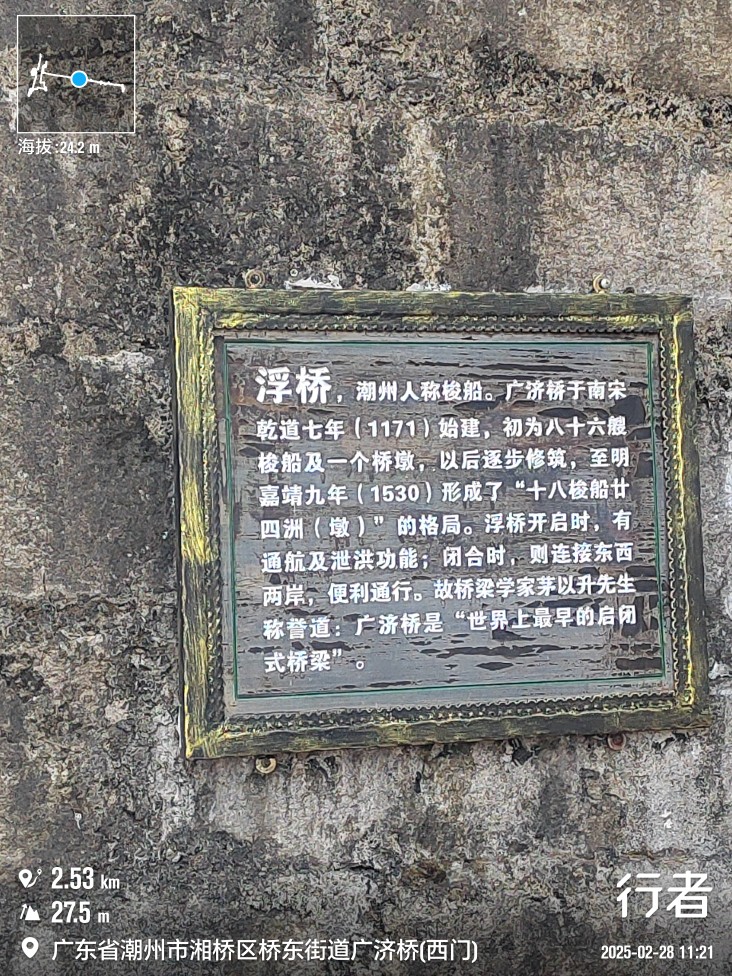 海拔:24.2 m
浮桥，潮州人称梭船。广济桥于南宋
乾道七年（1171）始建，初为八十六艘
梭船及一个桥墩，以后逐步修筑，至明
嘉靖九年（1530）形成了“十八梭船廿
四洲（墩）”的格局。浮桥开启时，有
通航及泄洪功能；闭合时，则连接东西
两岸，便利通行。故桥梁学家茅以升先生
称誉道：广济桥是“世界上最早的启闭
式桥梁”。
2.53 km
27.5 m
广东省潮州市湘桥区桥东街道广济桥(西门)
行者
2025-02-28 11:21